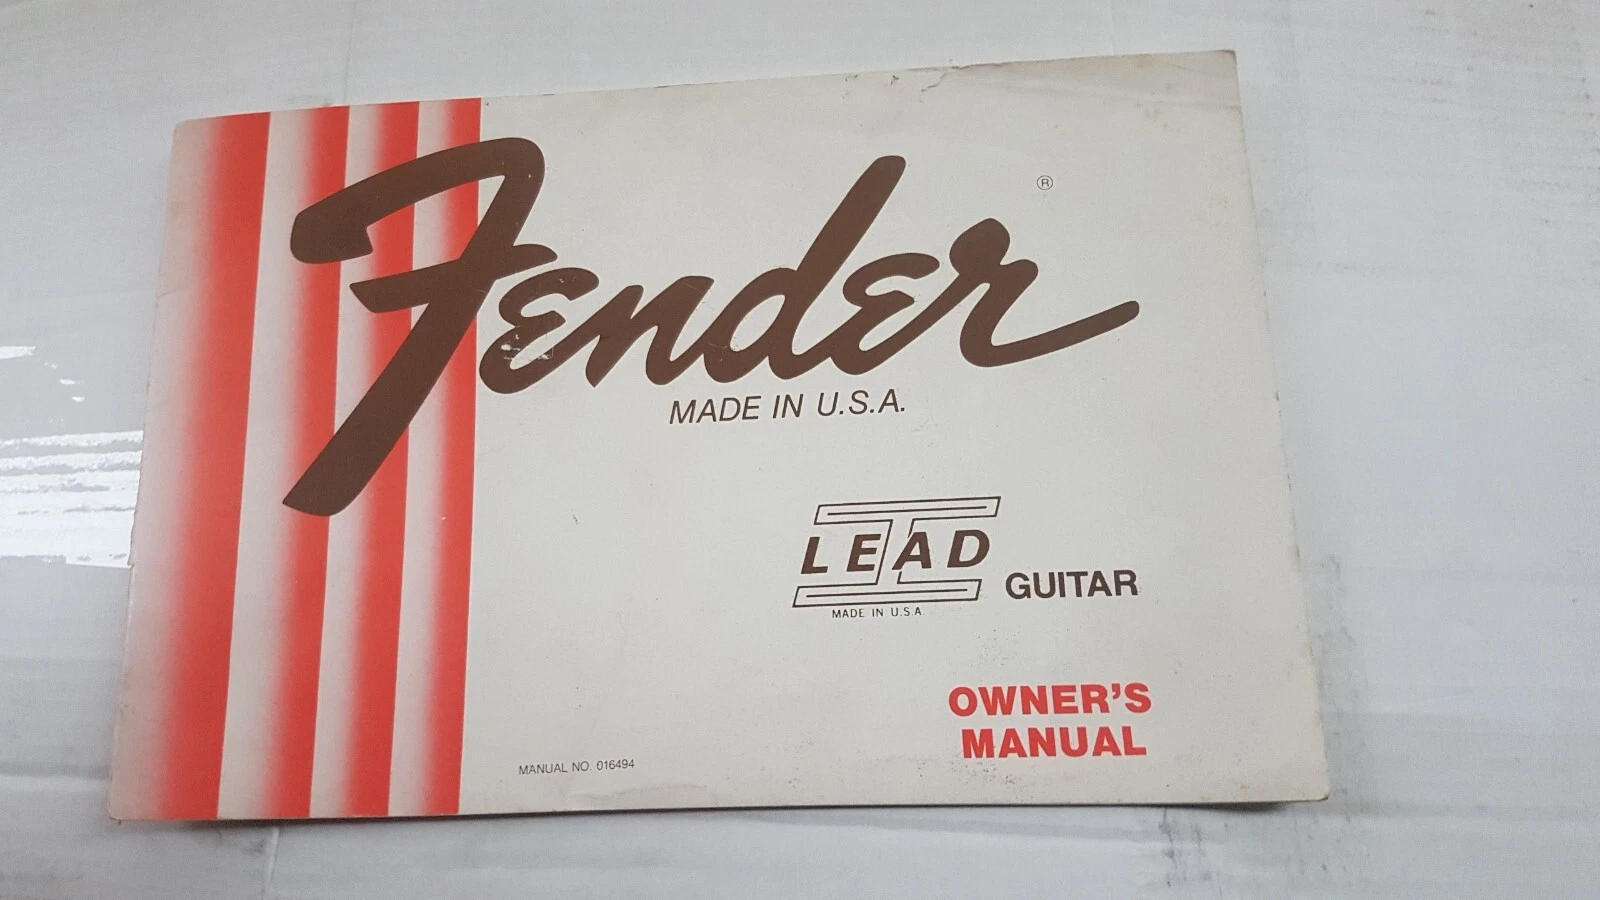 Fender ®
MADE IN U.S.A.
LEAD I GUITAR
MADE IN U.S.A.
OWNER'S
MANUAL
MANUAL NO. 016494